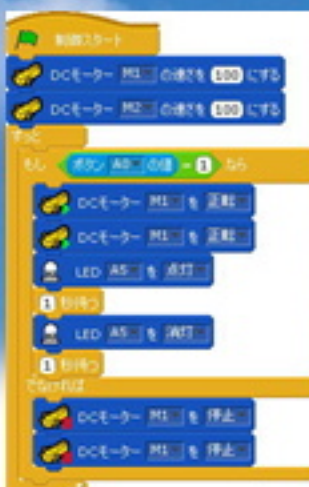 制御スタート
DCモーター M1 の速さを 100 にする
DCモーター M2 の速さを 100 にする
ずっと
もし ボタン A0 の値 = 1 なら
DCモーター M1 を 正転
DCモーター M1 を 正転
LED A5 を 点灯
1 秒待つ
LED A5 を 消灯
1 秒待つ
でなければ
DCモーター M1 を 停止
DCモーター M1 を 停止